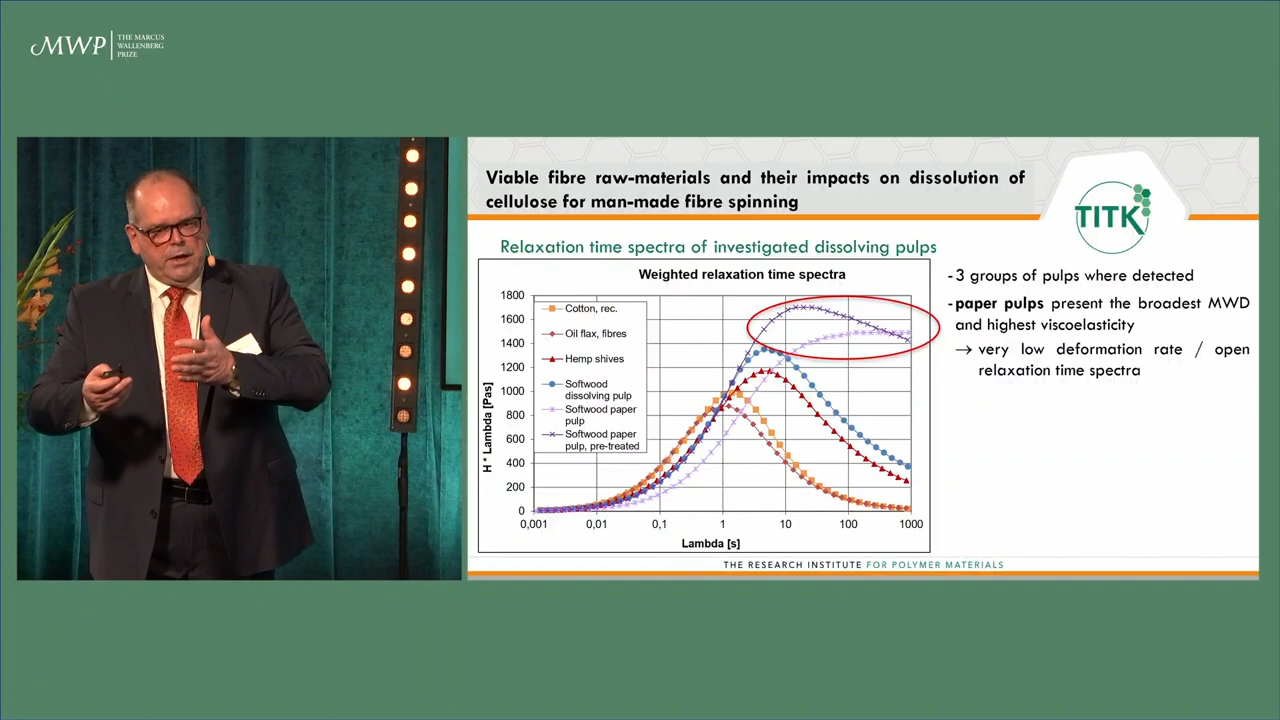 MWP
THE MARCUS
WALLENBERG
PRIZE
Viable fibre raw-materials and their impacts on dissolution of
cellulose for man-made fibre spinning
TITK
Relaxation time spectra of investigated dissolving pulps
Weighted relaxation time spectra
H * Lambda [Pas]
1800
1600
1400
1200
1000
800
600
400
200
0
Cotton, rec.
Oil flax, fibres
Hemp shives
Softwood
dissolving pulp
Softwood paper
pulp
Softwood paper
pulp, pre-treated
0,001 0,01 0,1 1 10 100 1000
Lambda [s]
- 3 groups of pulps where detected
- paper pulps present the broadest MWD
and highest viscoelasticity
→ very low deformation rate / open
relaxation time spectra
THE RESEARCH INSTITUTE FOR POLYMER MATERIALS